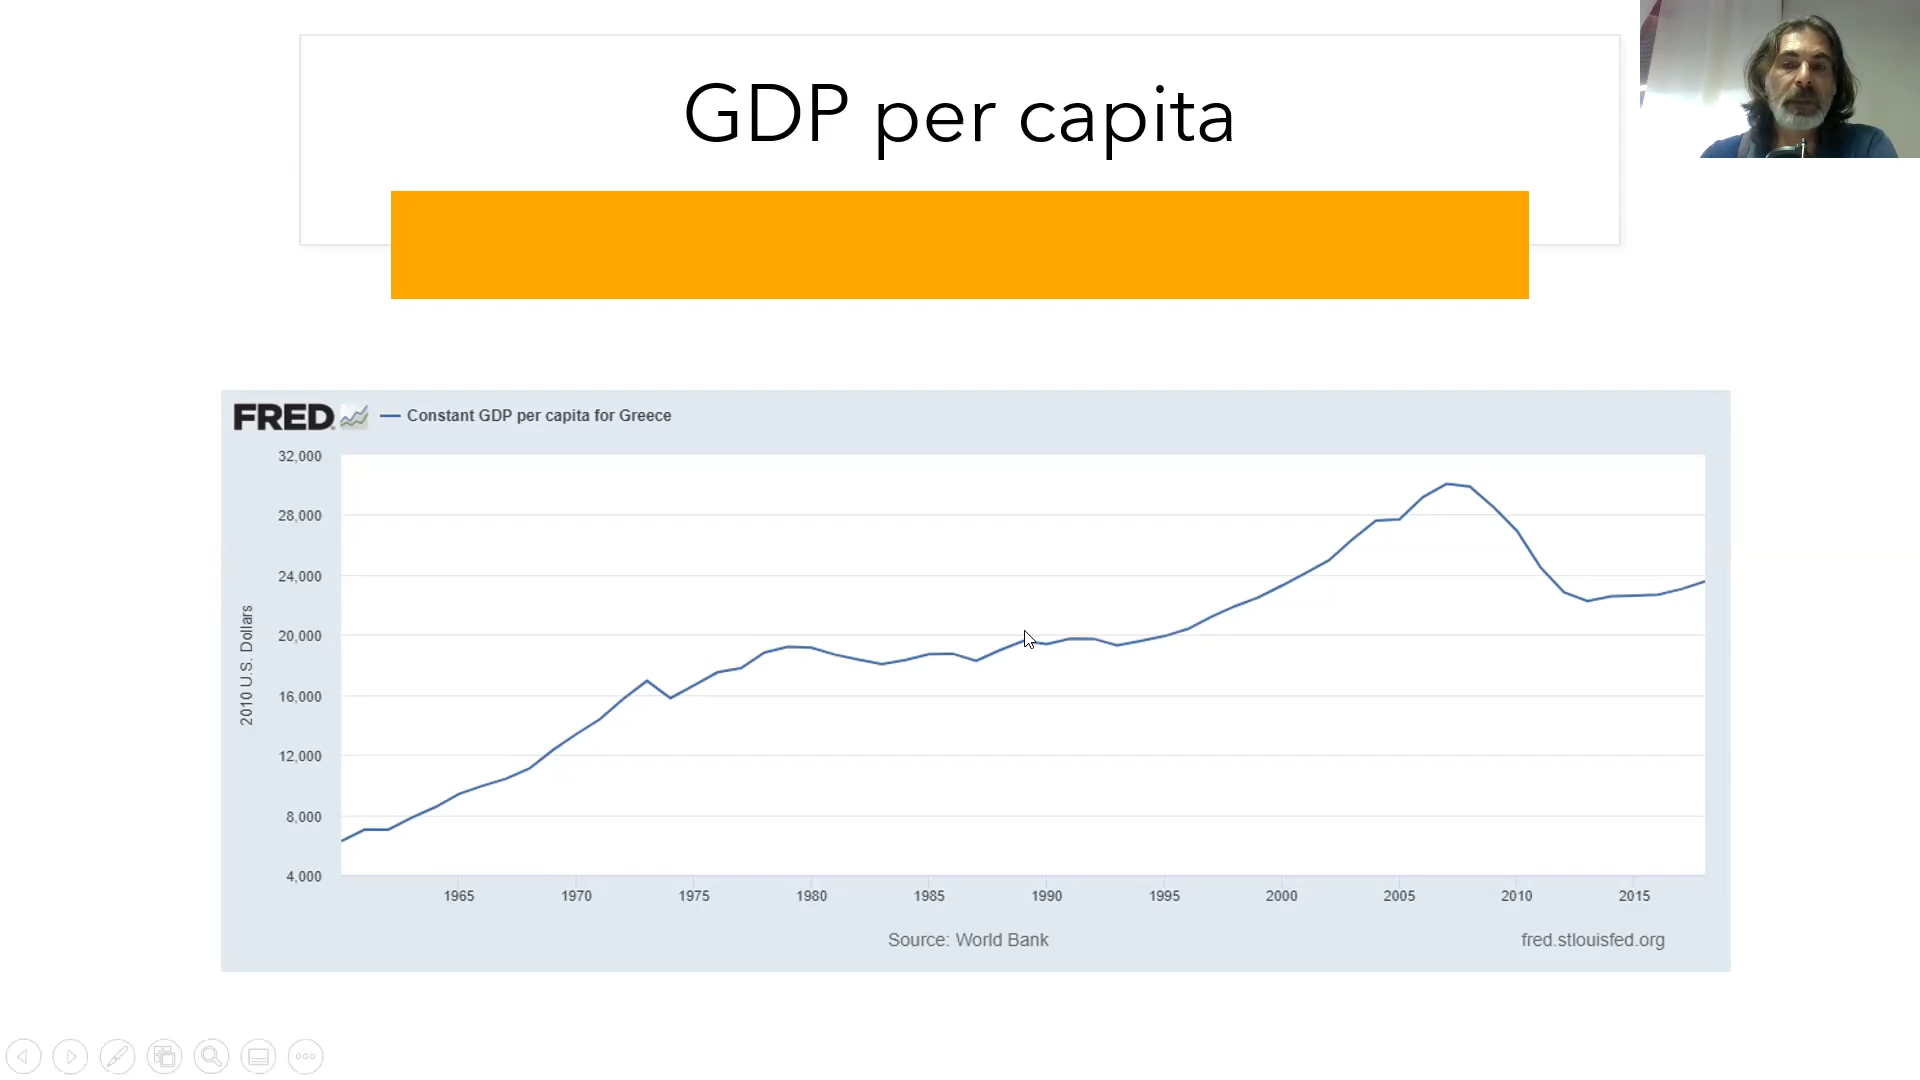 GDP per capita
FRED
Constant GDP per capita for Greece
32,000
28,000
24,000
20,000
16,000
12,000
8,000
4,000
2010 U.S. Dollars
1965 1970 1975 1980 1985 1990 1995 2000 2005 2010 2015
Source: World Bank
fred.stlouisfed.org